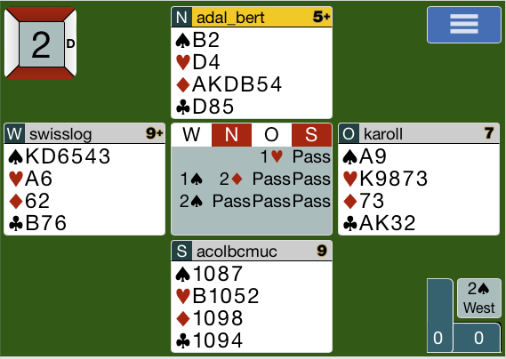 2 D
N adal_bert 5+
♠B2
♥D4
♦AKDB54
♣D85
W swisslog 9+
♠KD6543
♥A6
♦62
♣B76
W N O S
1♥ Pass
1♠ 2♦ Pass Pass
2♠ Pass Pass Pass
O karoll 7
♠A9
♥K9873
♦73
♣AK32
S acolbcmuc 9
♠1087
♥B1052
♦1098
♣1094
2♠
West
0 0